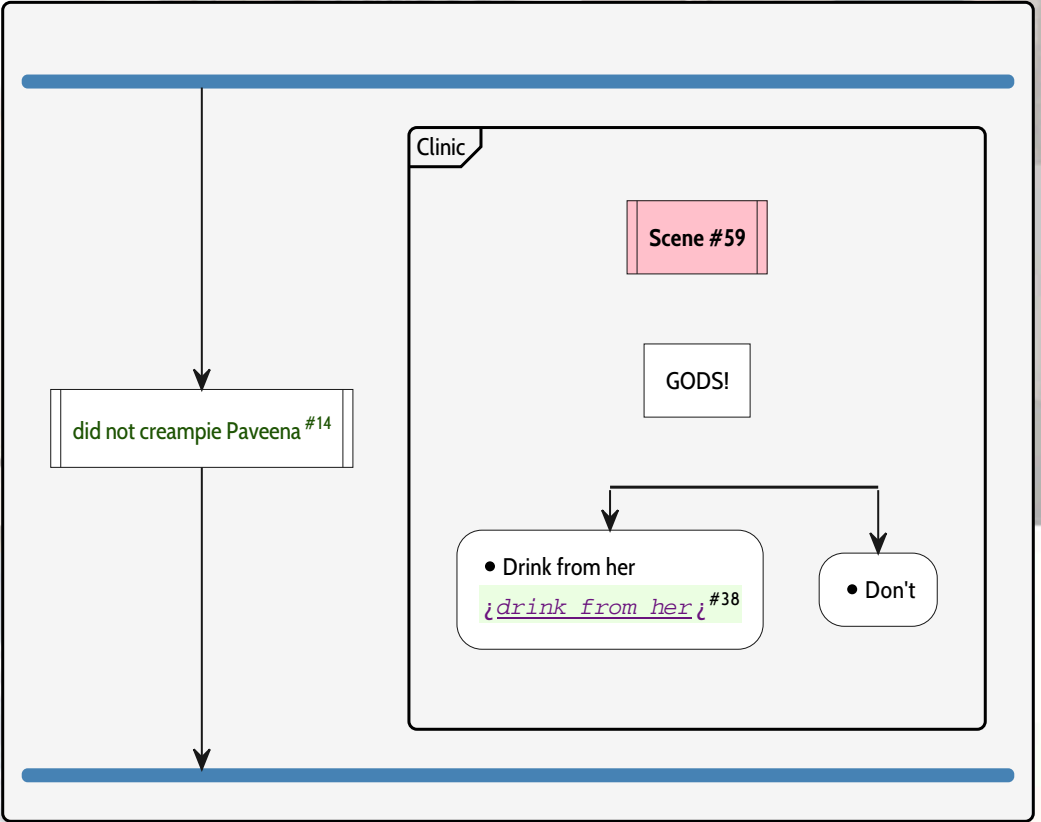 Clinic
Scene #59
GODS!
did not creampie Paveena #14
• Drink from her
¿drink from her¿#38
• Don't